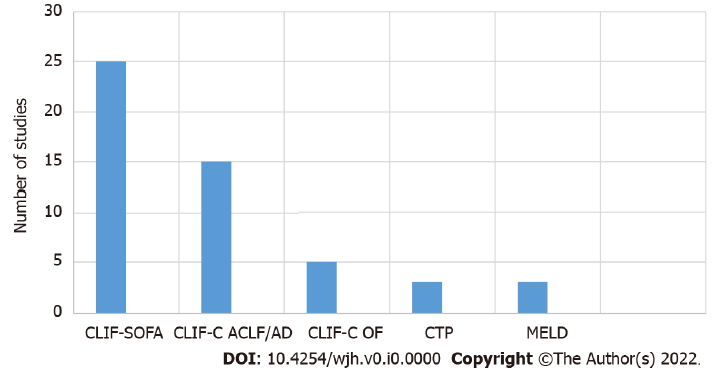 30
25
20
15
10
5
0
Number of studies
CLIF-SOFA CLIF-C ACLF/AD CLIF-C OF CTP MELD
DOI: 10.4254/wjh.v0.i0.0000 Copyright ©The Author(s) 2022.